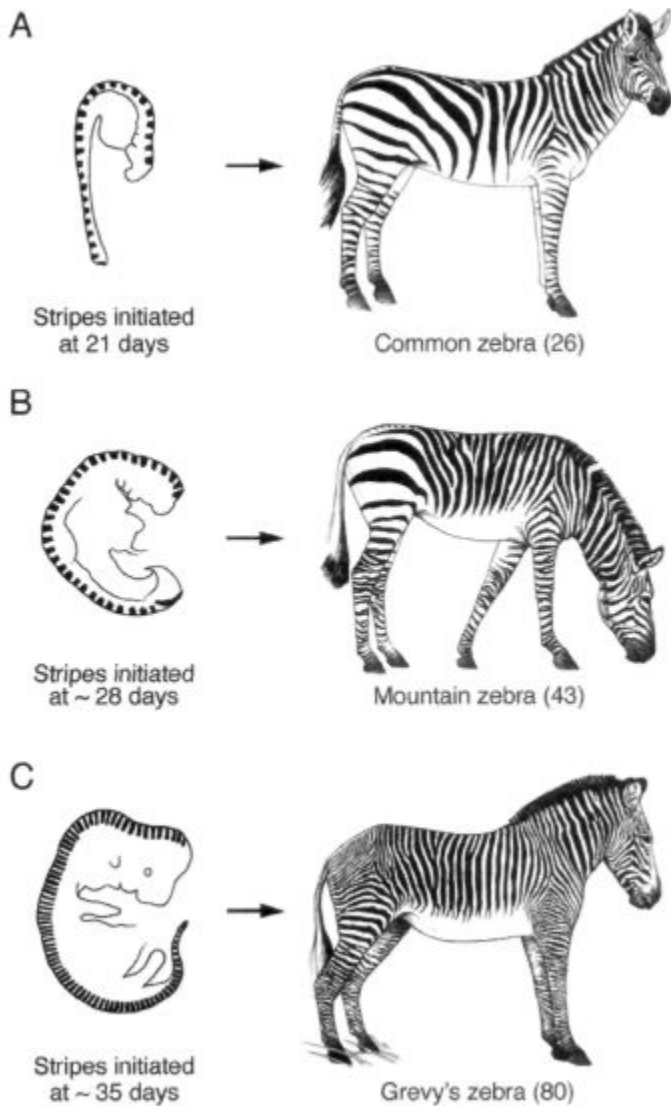 A
Stripes initiated
at 21 days
Common zebra (26)
B
Stripes initiated
at ~ 28 days
Mountain zebra (43)
C
Stripes initiated
at ~ 35 days
Grevy's zebra (80)